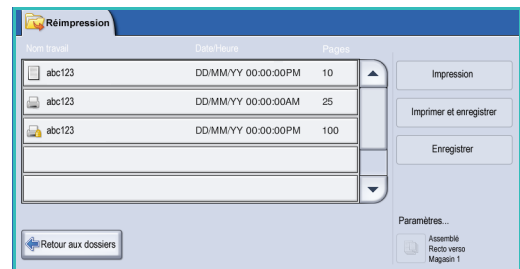 Réimpression
Nom travail Date/Heure Pages
abc123 DD/MM/YY 00:00:00PM 10
abc123 DD/MM/YY 00:00:00AM 25
abc123 DD/MM/YY 00:00:00PM 100
Impression
Imprimer et enregistrer
Enregistrer
Retour aux dossiers
Paramètres...
Assemblé
Recto verso
Magasin 1